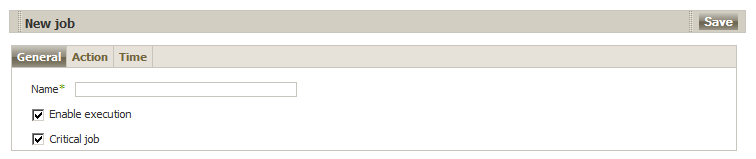 New job Save
General Action Time
Name*
Enable execution
Critical job